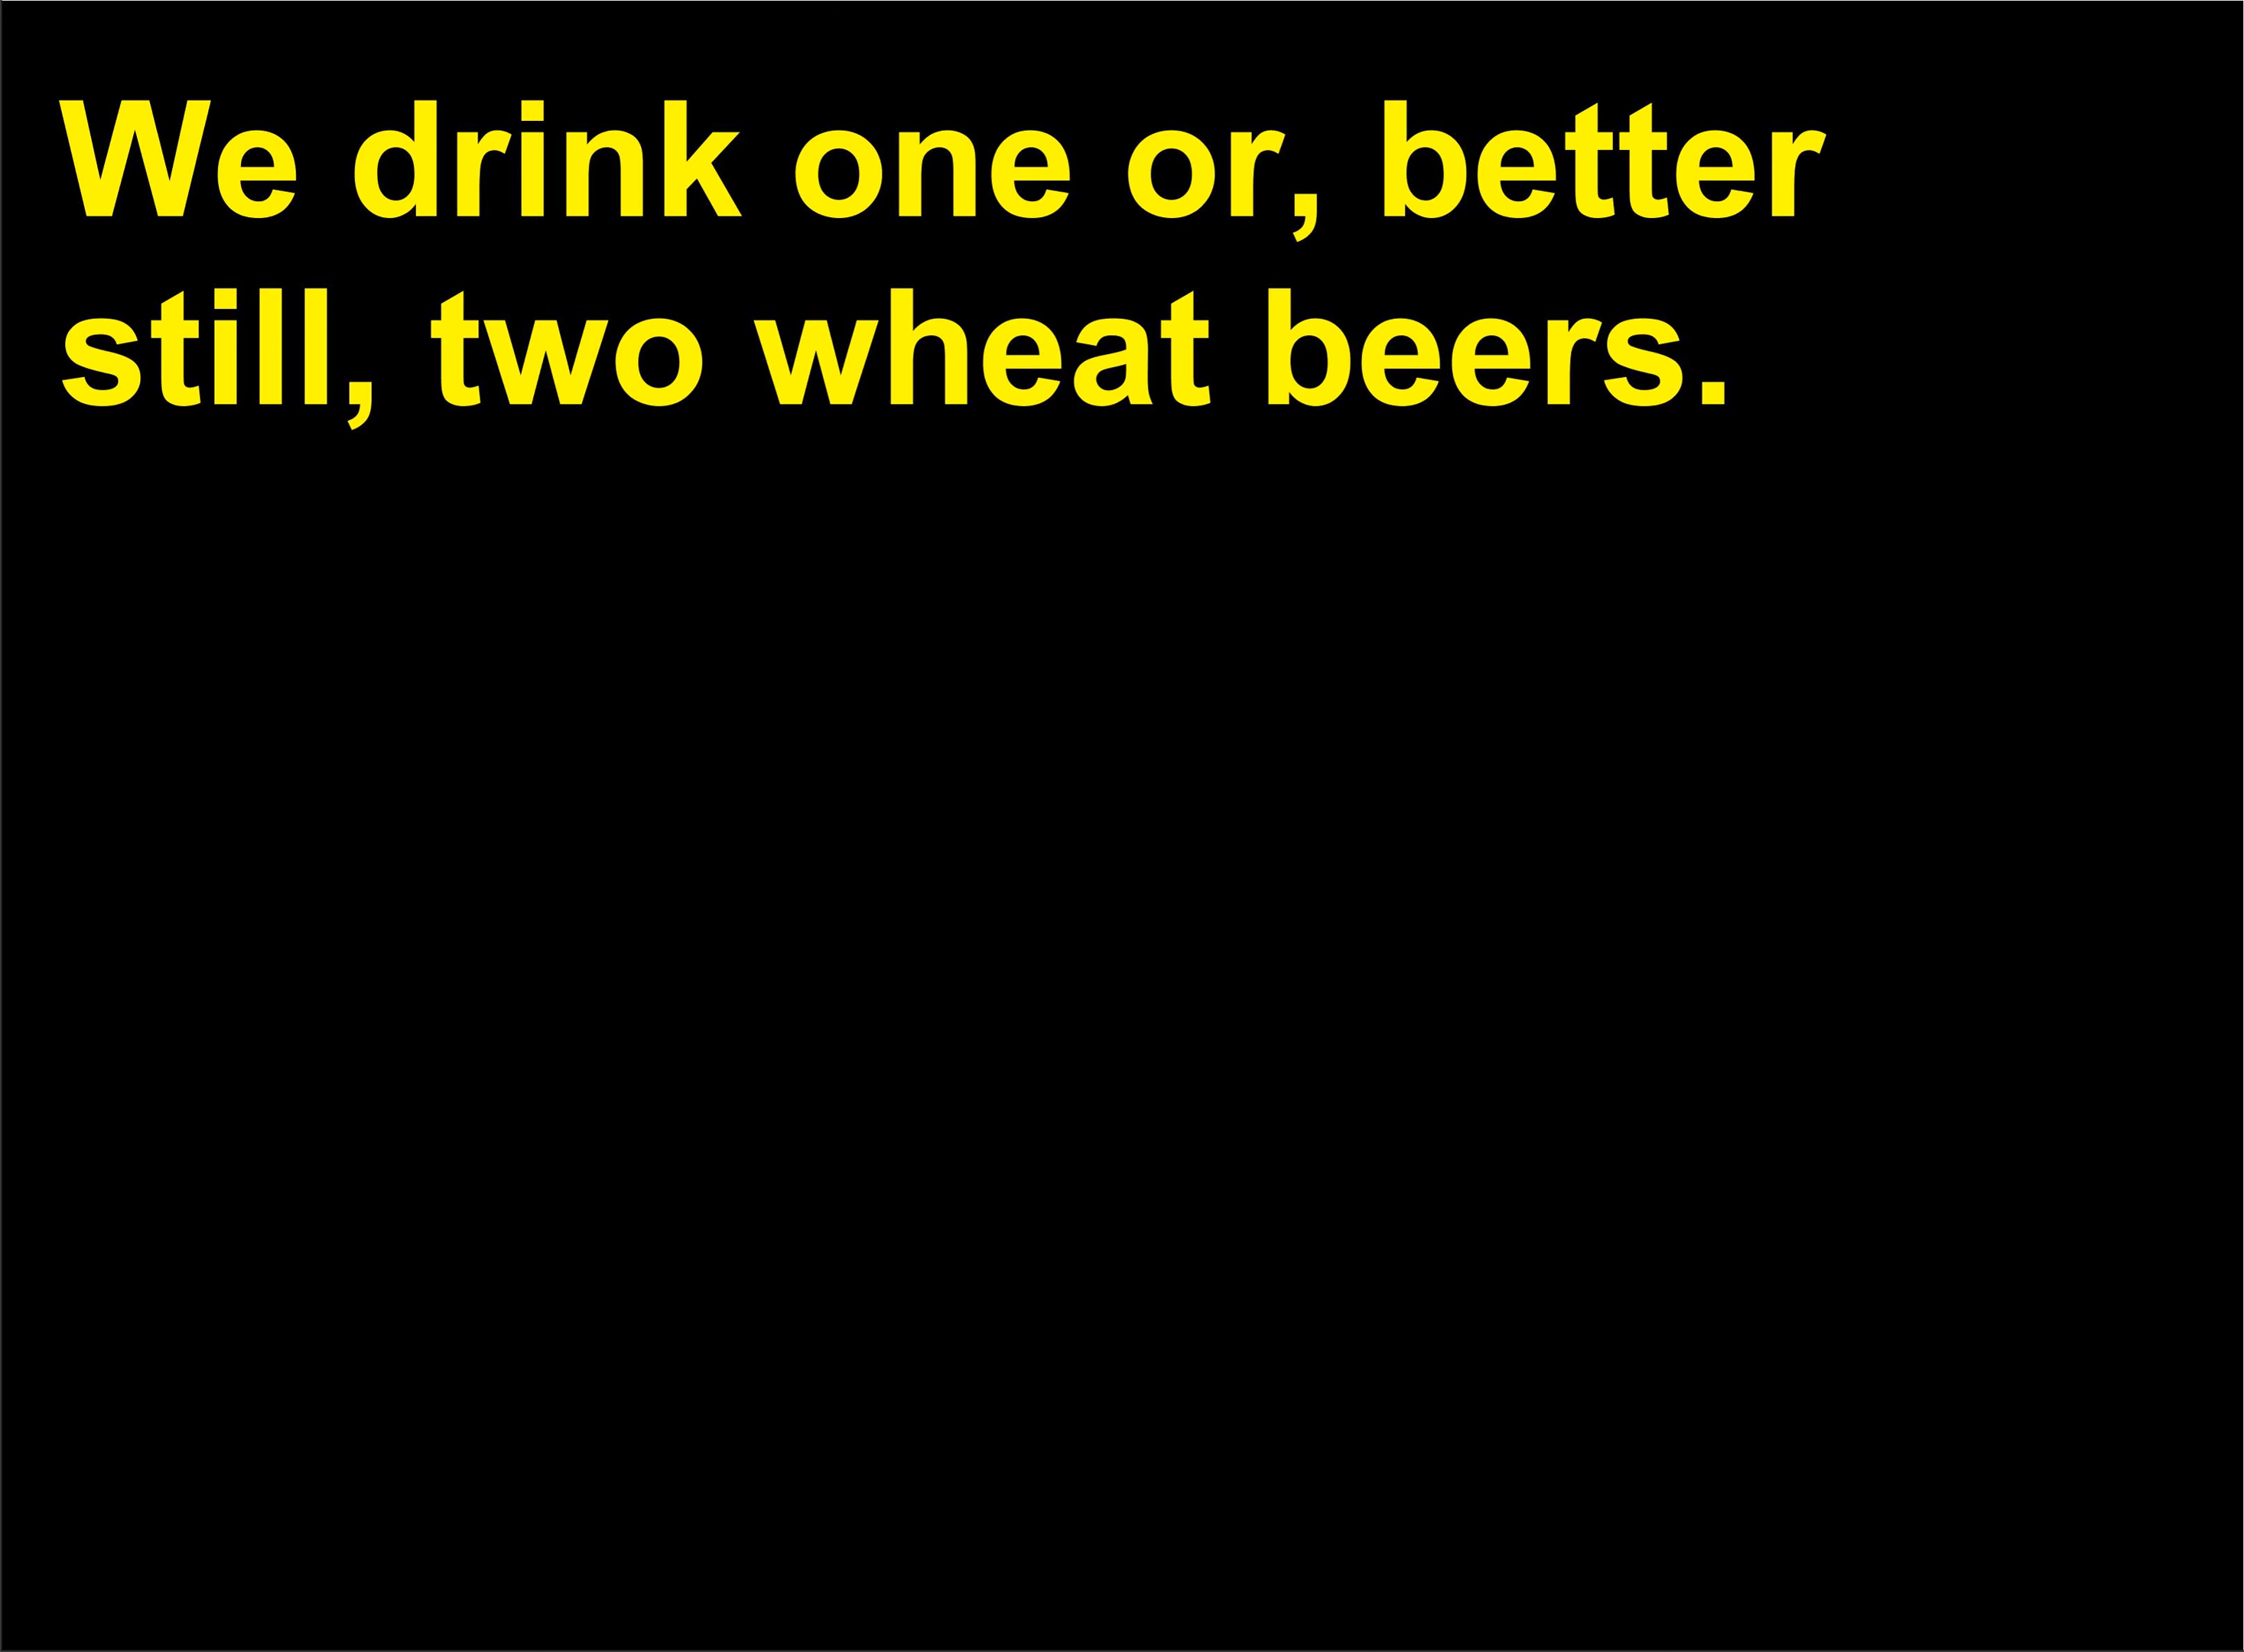 We drink one or, better
still, two wheat beers.